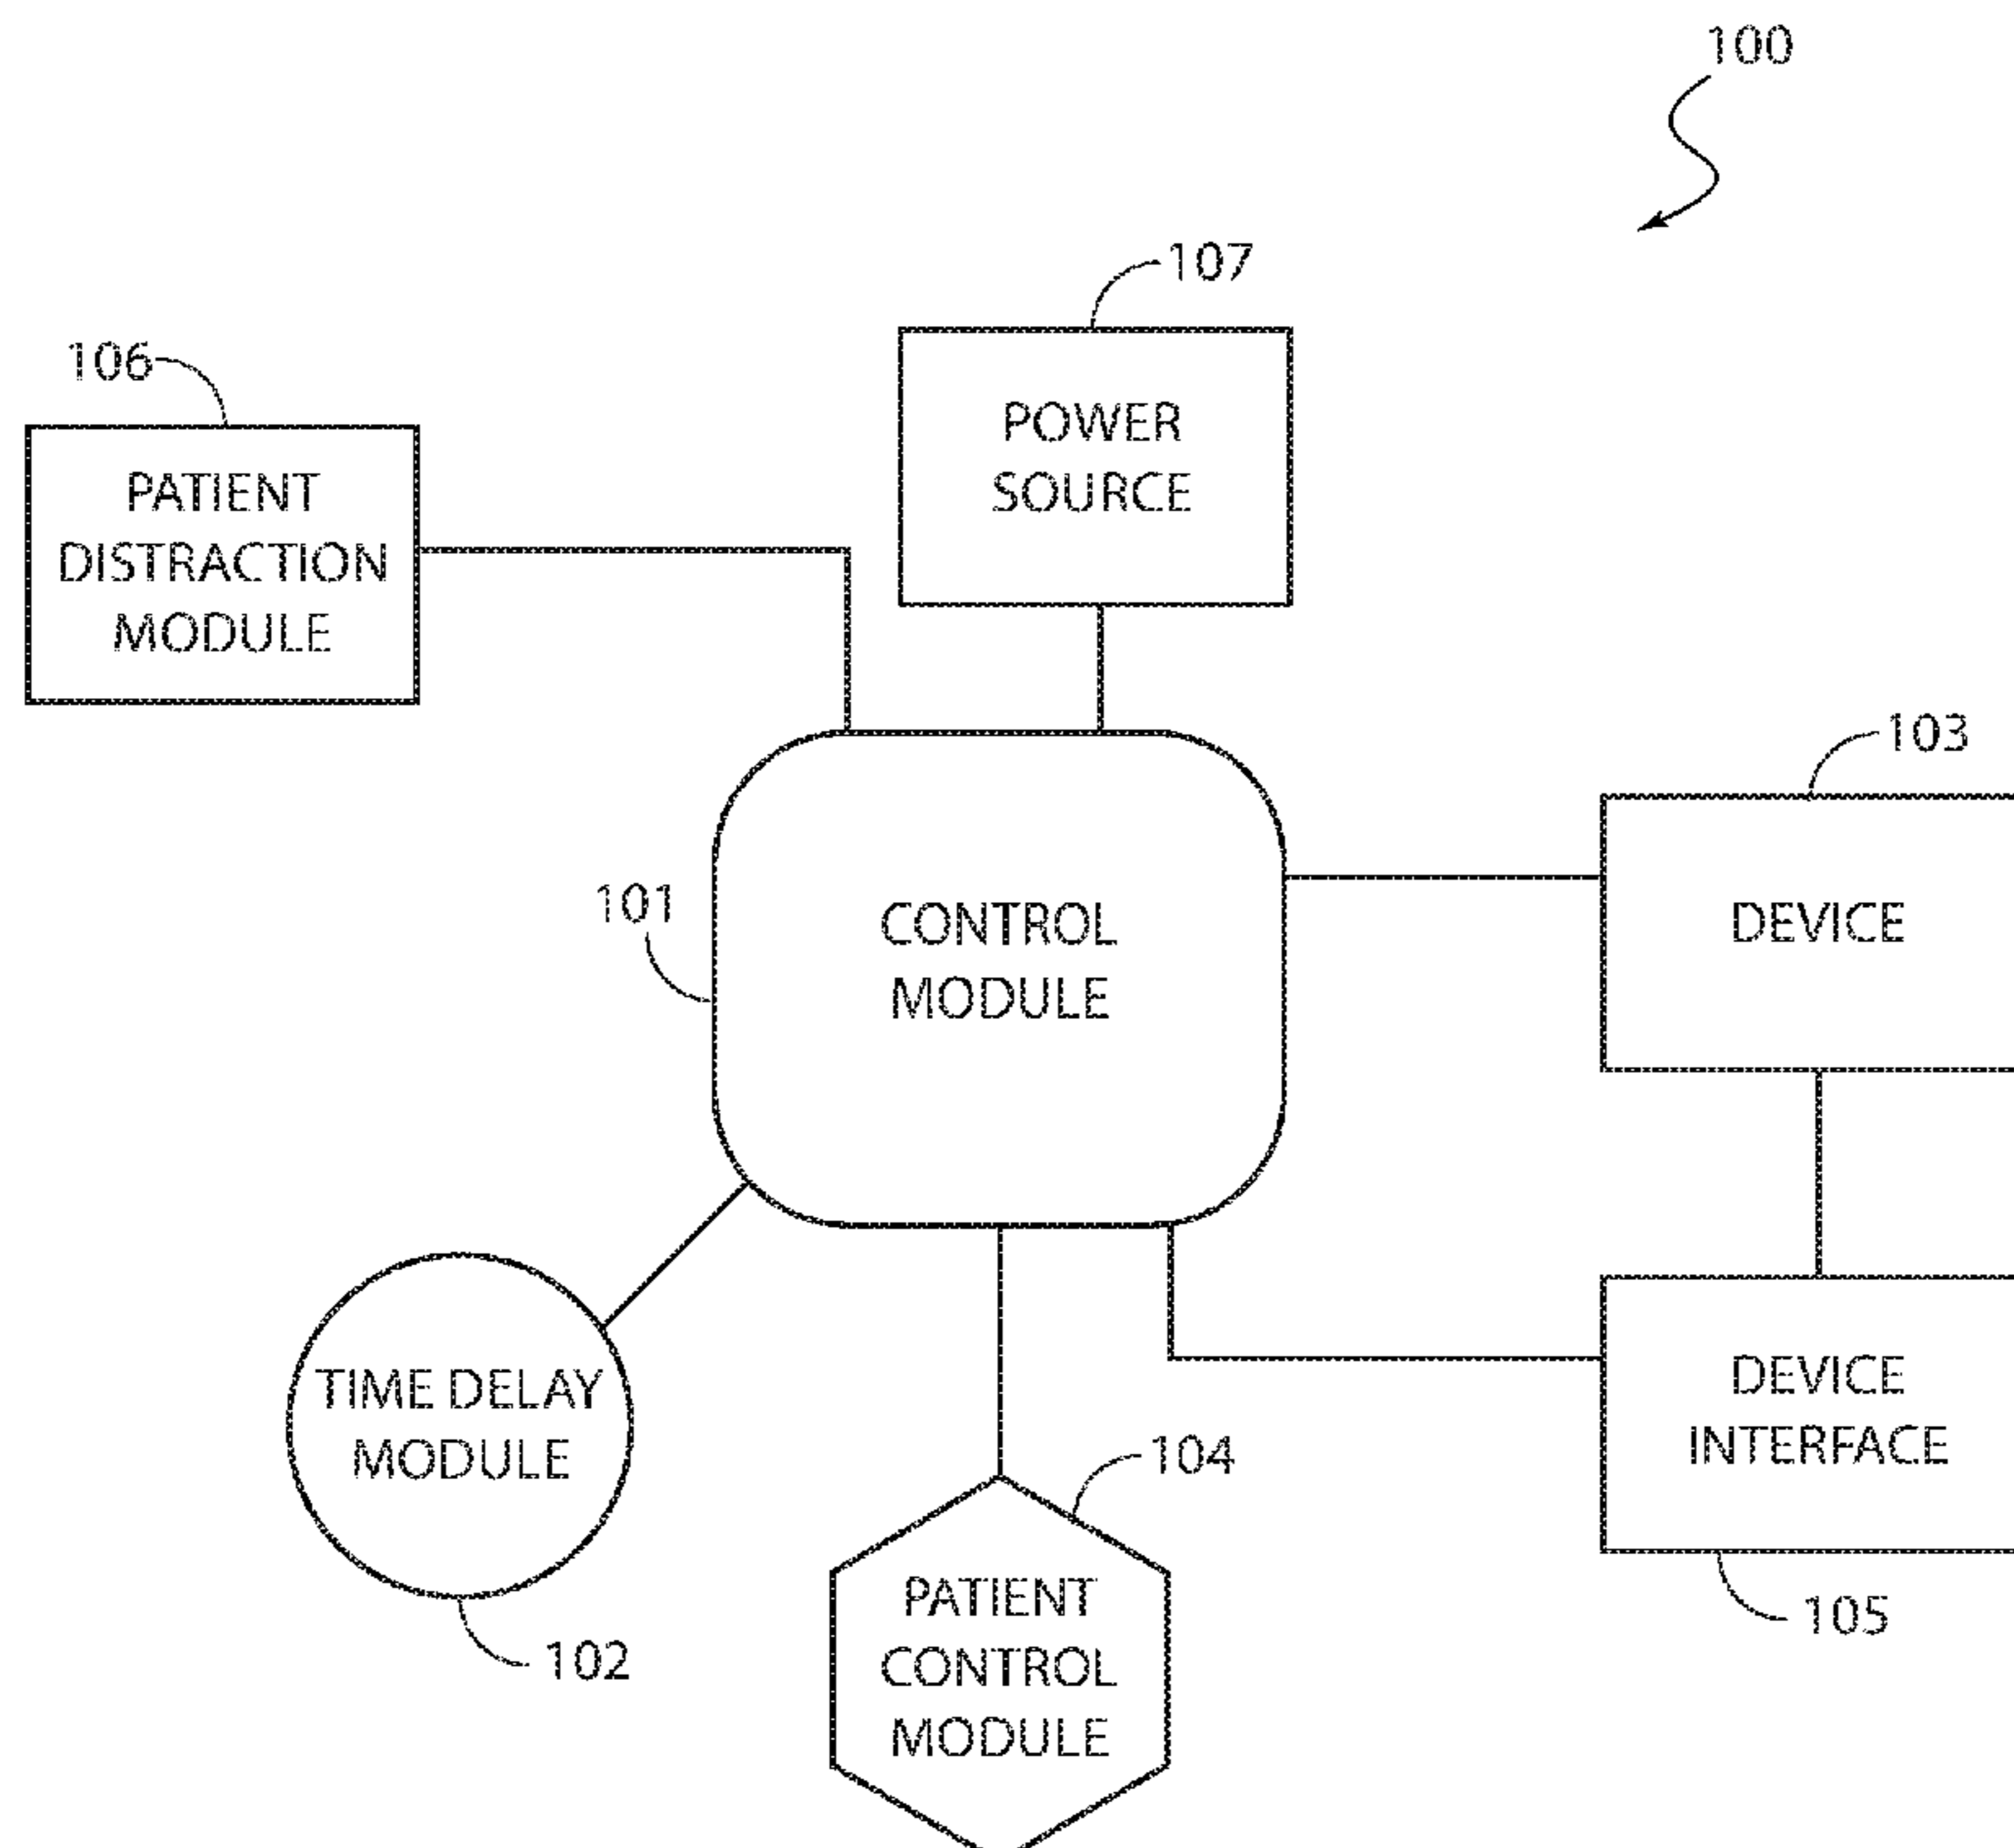 100
107
106
POWER
SOURCE
PATIENT
DISTRACTION
MODULE
103
101
CONTROL
MODULE
DEVICE
TIME DELAY
MODULE
104
DEVICE
INTERFACE
102
PATIENT
CONTROL
MODULE
105